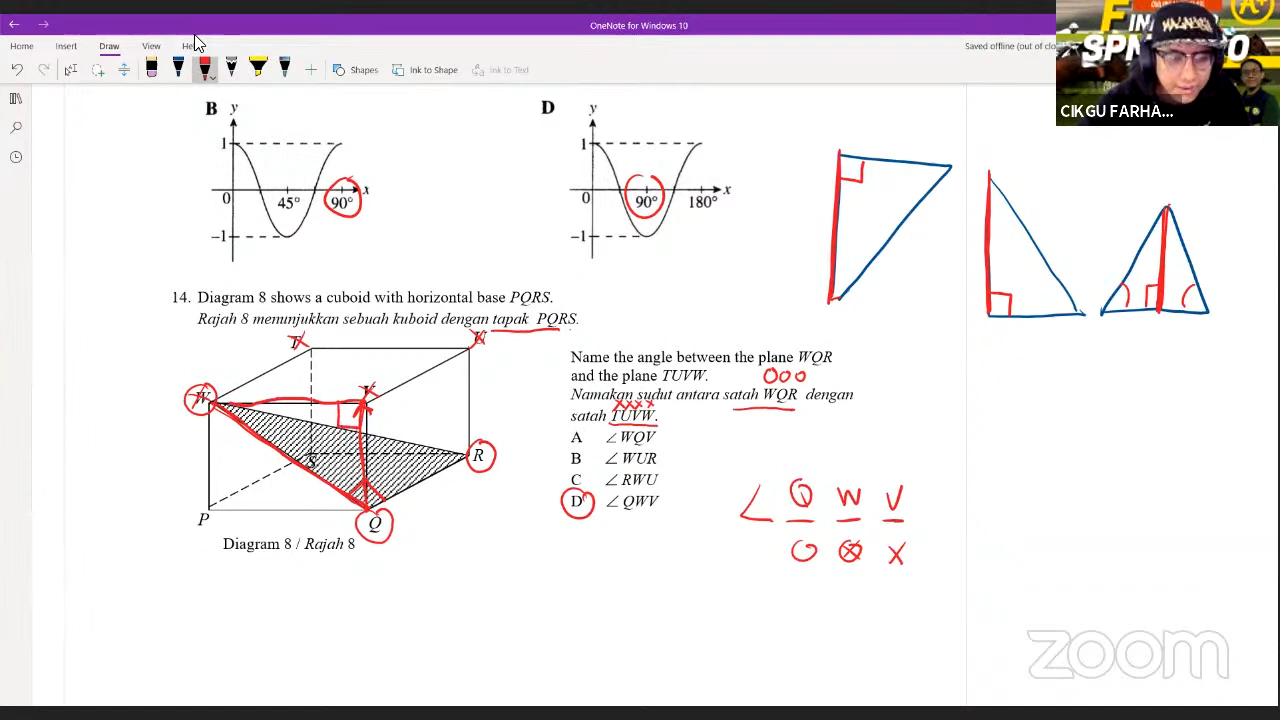 OneNote for Windows 10
Home Insert Draw View He
Saved offline (out of
Shapes Ink to Shape Ink to Text
F
IN
SPM
A+
MALAYSI
CIKGU FARHA...
B y D y
1 1
0 45° 90° x 0 90° 180° x
-1 -1
14. Diagram 8 shows a cuboid with horizontal base PQRS.
Rajah 8 menunjukkan sebuah kuboid dengan tapak PQRS.
T U
W V
S R
P Q
Diagram 8 / Rajah 8
Name the angle between the plane WQR
and the plane TUVW.
Namakan sudut antara satah WQR dengan
satah TUVW.
A ∠WQV
B ∠WUR
C ∠RWU
D ∠QWV
∠ Q W V
zoom